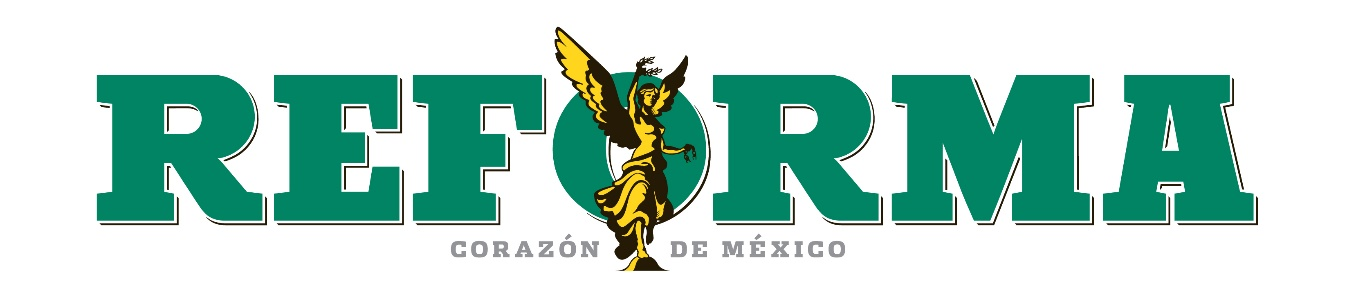 REFORMA
CORAZÓN DE MÉXICO